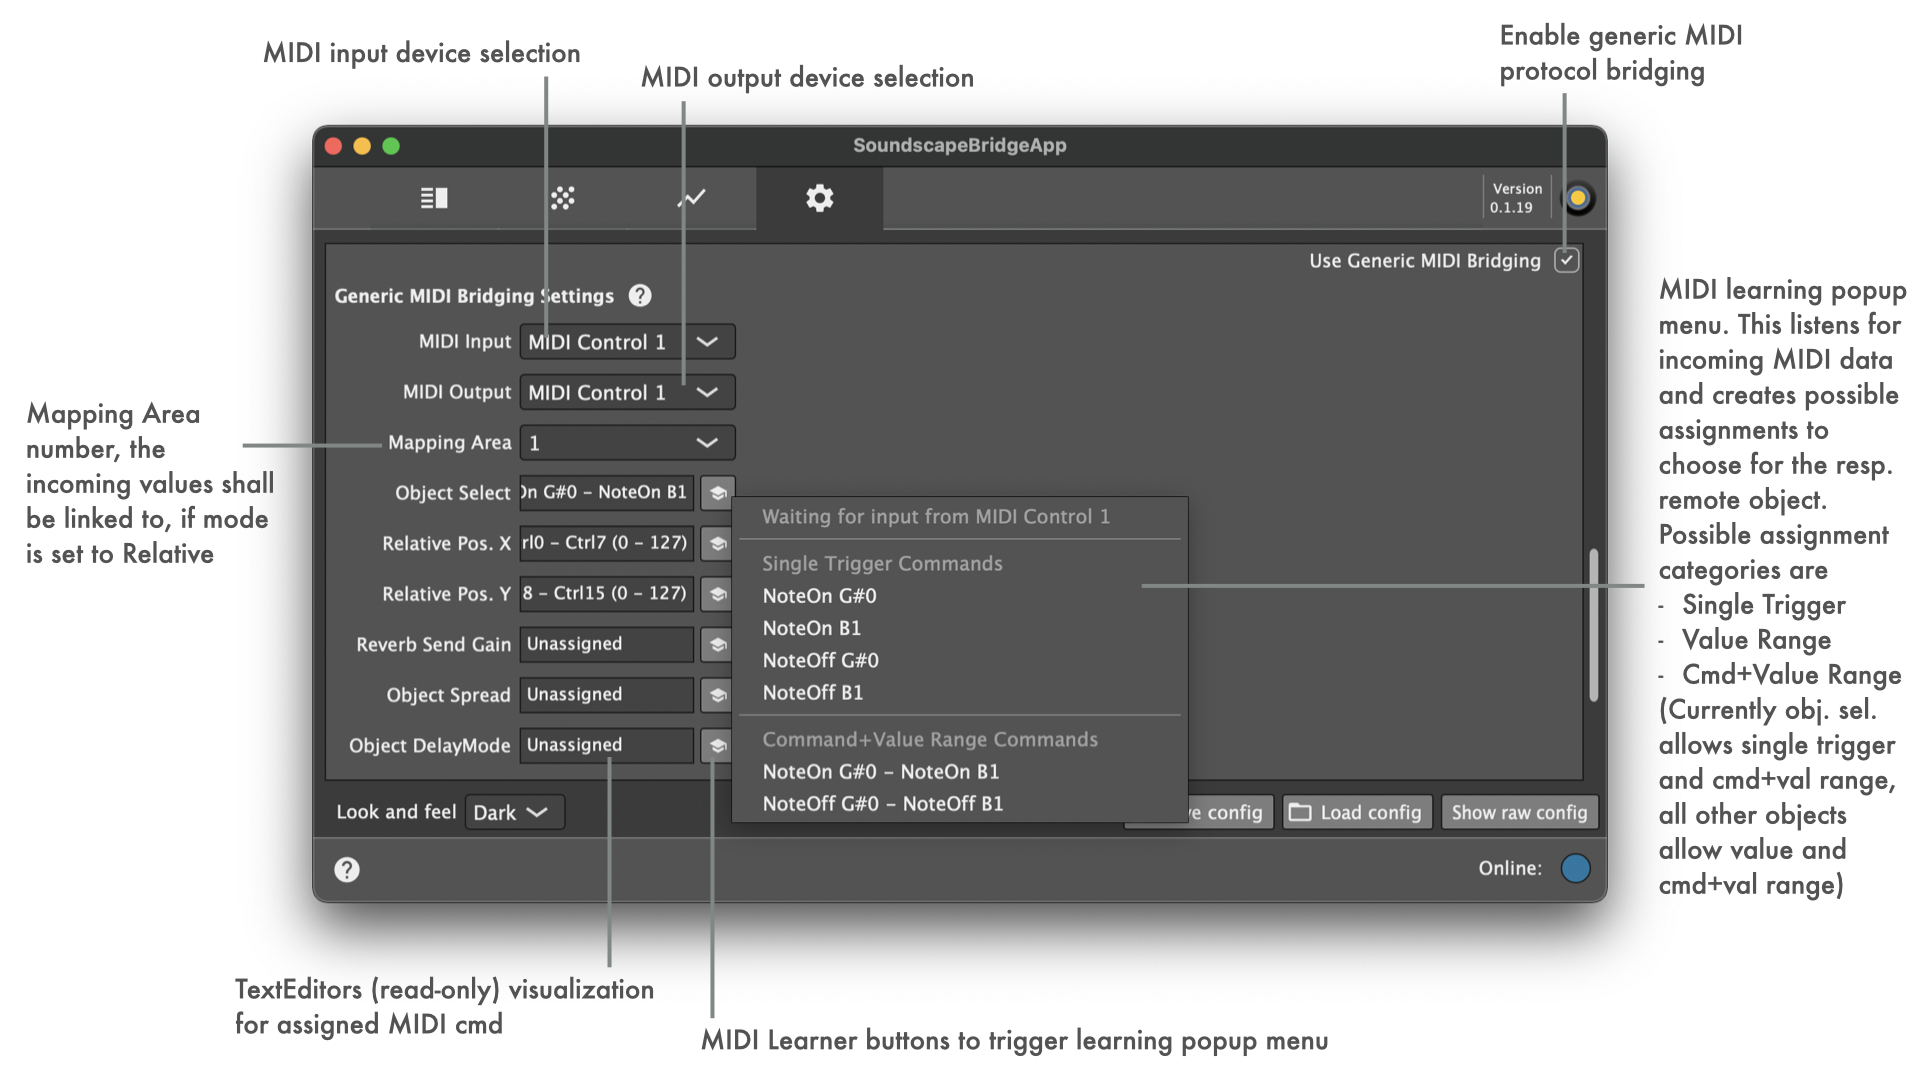 MIDI input device selection
MIDI output device selection
Enable generic MIDI
protocol bridging
SoundscapeBridgeApp
Version
0.1.19
Use Generic MIDI Bridging
Generic MIDI Bridging Settings
MIDI Input MIDI Control 1
MIDI Output MIDI Control 1
Mapping Area 1
Object Select On G#0 – NoteOn B1
Relative Pos. X rl0 – Ctrl7 (0 – 127)
Relative Pos. Y 8 – Ctrl15 (0 – 127)
Reverb Send Gain Unassigned
Object Spread Unassigned
Object DelayMode Unassigned
Waiting for input from MIDI Control 1
Single Trigger Commands
NoteOn G#0
NoteOn B1
NoteOff G#0
NoteOff B1
Command+Value Range Commands
NoteOn G#0 – NoteOn B1
NoteOff G#0 – NoteOff B1
Look and feel Dark
config
Load config
Show raw config
Online:
Mapping Area
number, the
incoming values shall
be linked to, if mode
is set to Relative
MIDI learning popup
menu. This listens for
incoming MIDI data
and creates possible
assignments to
choose for the resp.
remote object.
Possible assignment
categories are
- Single Trigger
- Value Range
- Cmd+Value Range
(Currently obj. sel.
allows single trigger
and cmd+val range,
all other objects
allow value and
cmd+val range)
TextEditors (read-only) visualization
for assigned MIDI cmd
MIDI Learner buttons to trigger learning popup menu